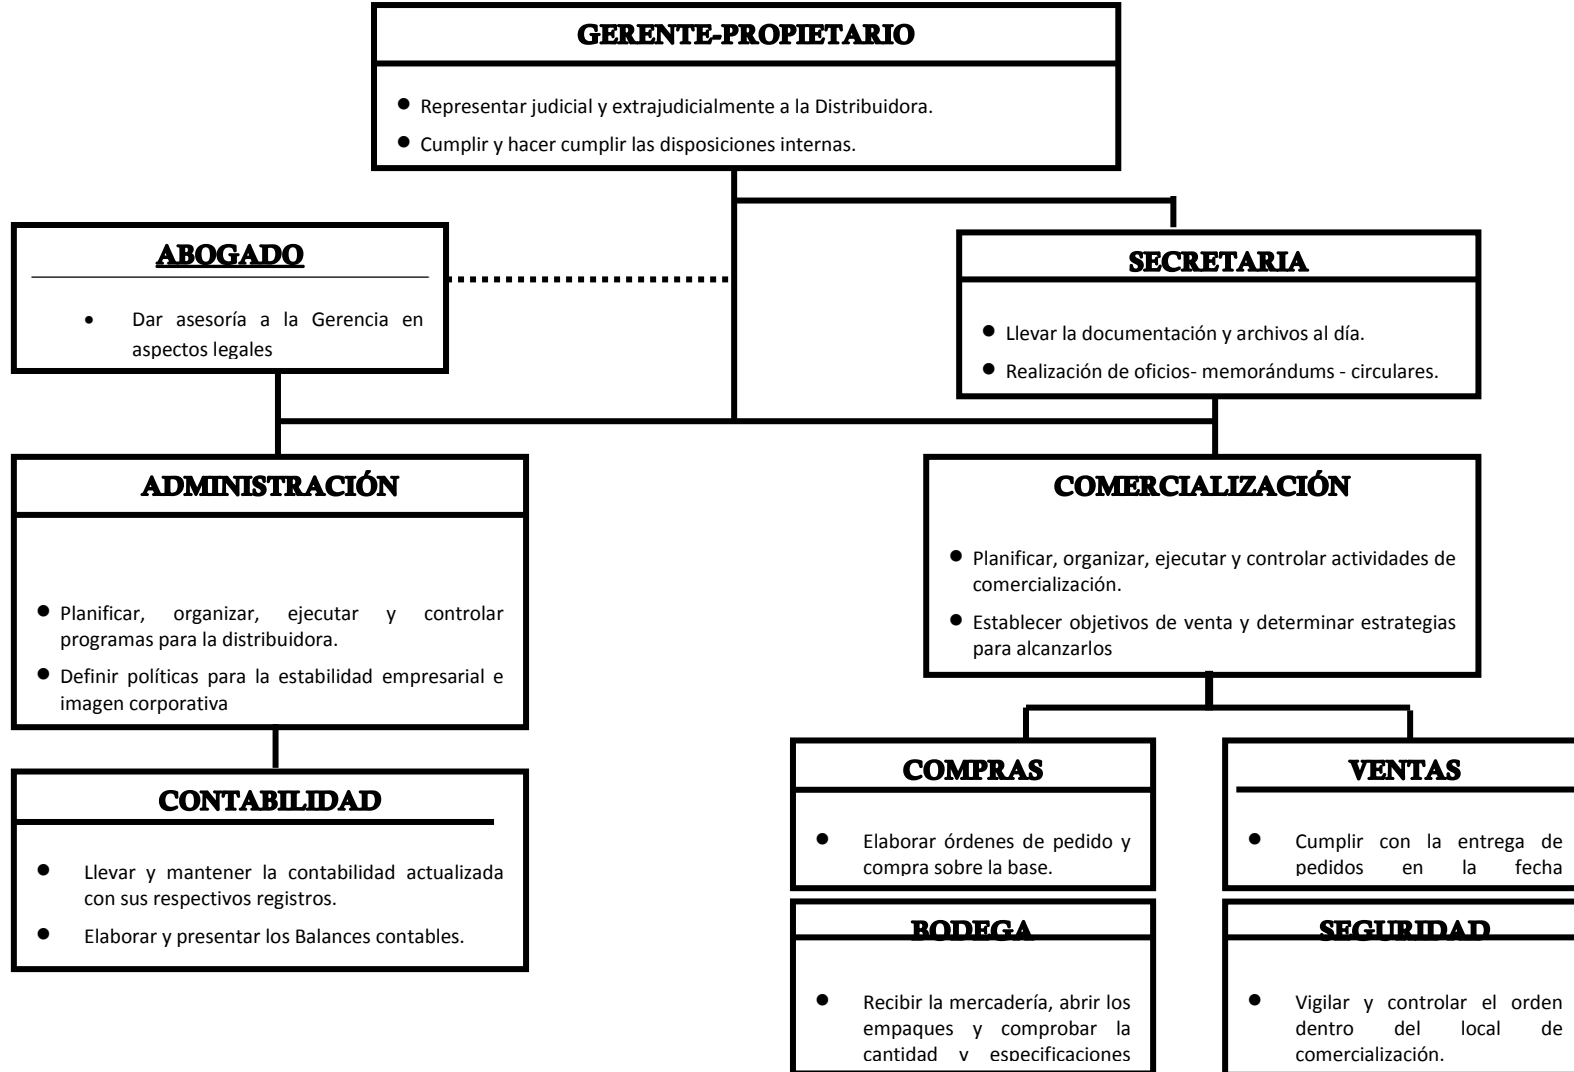 GERENTE-PROPIETARIO
● Representar judicial y extrajudicialmente a la Distribuidora.
● Cumplir y hacer cumplir las disposiciones internas.
ABOGADO
• Dar asesoría a la Gerencia en
aspectos legales
SECRETARIA
● Llevar la documentación y archivos al día.
● Realización de oficios- memorándums - circulares.
ADMINISTRACIÓN
● Planificar, organizar, ejecutar y controlar
programas para la distribuidora.
● Definir políticas para la estabilidad empresarial e
imagen corporativa
COMERCIALIZACIÓN
● Planificar, organizar, ejecutar y controlar actividades de
comercialización.
● Establecer objetivos de venta y determinar estrategias
para alcanzarlos
CONTABILIDAD
● Llevar y mantener la contabilidad actualizada
con sus respectivos registros.
● Elaborar y presentar los Balances contables.
COMPRAS
● Elaborar órdenes de pedido y
compra sobre la base.
VENTAS
● Cumplir con la entrega de
pedidos en la fecha
BODEGA
● Recibir la mercadería, abrir los
empaques y comprobar la
cantidad y especificaciones
SEGURIDAD
● Vigilar y controlar el orden
dentro del local de
comercialización.